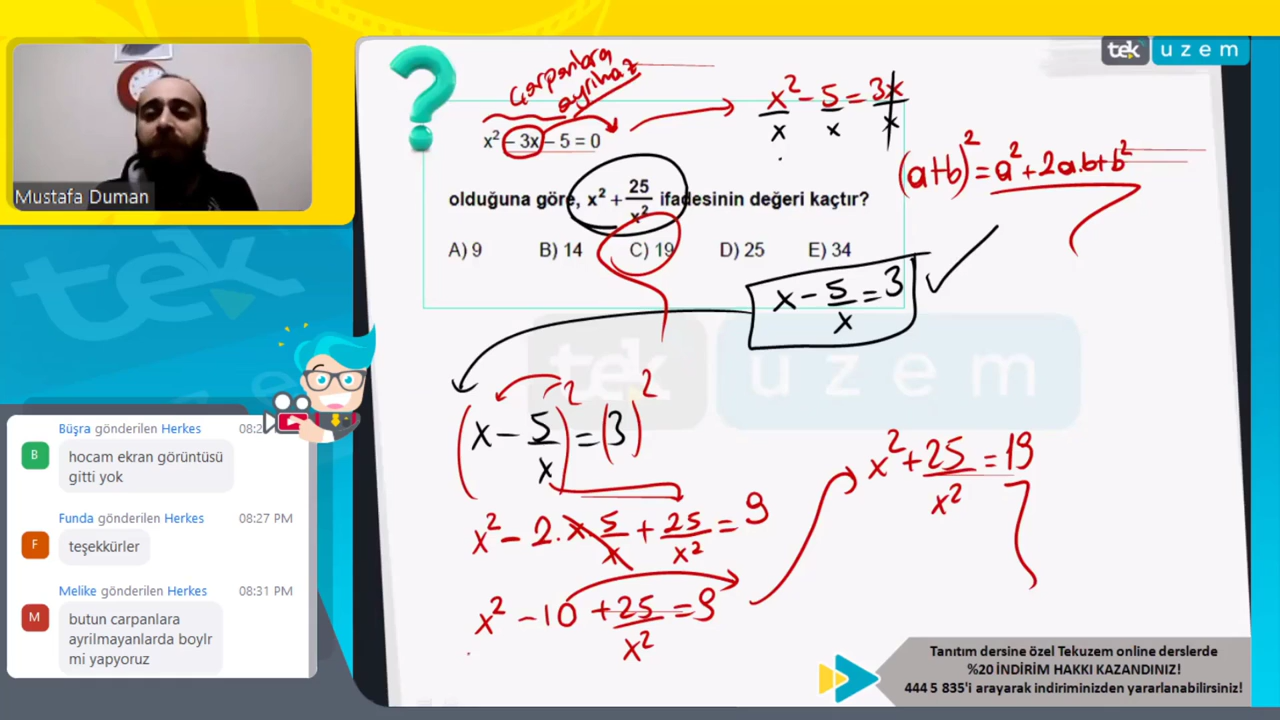 tek uzem
Çarpanlara
ayrılmaz
x² - 3x - 5 = 0
x²/x - 5/x = 3x/x
(a+b)² = a² + 2a.b + b²
olduğuna göre, x² + 25/x² ifadesinin değeri kaçtır?
A) 9 B) 14 C) 19 D) 25 E) 34
x - 5/x = 3
Mustafa Duman
tek uzem
(x - 5/x)² = (3)²
x² - 2.x.5/x + 25/x² = 9
x² - 10 + 25/x² = 9
x² + 25/x² = 19
Büşra gönderilen Herkes
B
hocam ekran görüntüsü
gitti yok
Funda gönderilen Herkes 08:27 PM
F
teşekkürler
Melike gönderilen Herkes 08:31 PM
M
butun carpanlara
ayrilmayanlarda boylr
mi yapyoruz
Tanıtım dersine özel Tekuzem online derslerde
%20 İNDİRİM HAKKI KAZANDINIZ!
444 5 835'i arayarak indiriminizden yararlanabilirsiniz!